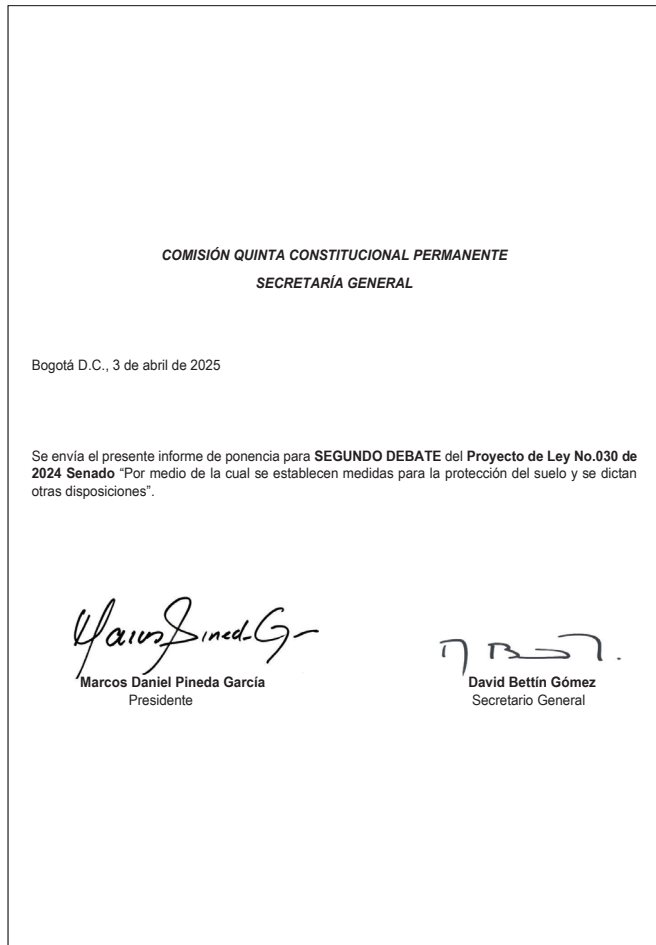 COMISIÓN QUINTA CONSTITUCIONAL PERMANENTE
SECRETARÍA GENERAL
Bogotá D.C., 3 de abril de 2025
Se envía el presente informe de ponencia para SEGUNDO DEBATE del Proyecto de Ley No.030 de
2024 Senado “Por medio de la cual se establecen medidas para la protección del suelo y se dictan
otras disposiciones”.
Marcos Daniel Pineda García
Presidente
David Bettín Gómez
Secretario General